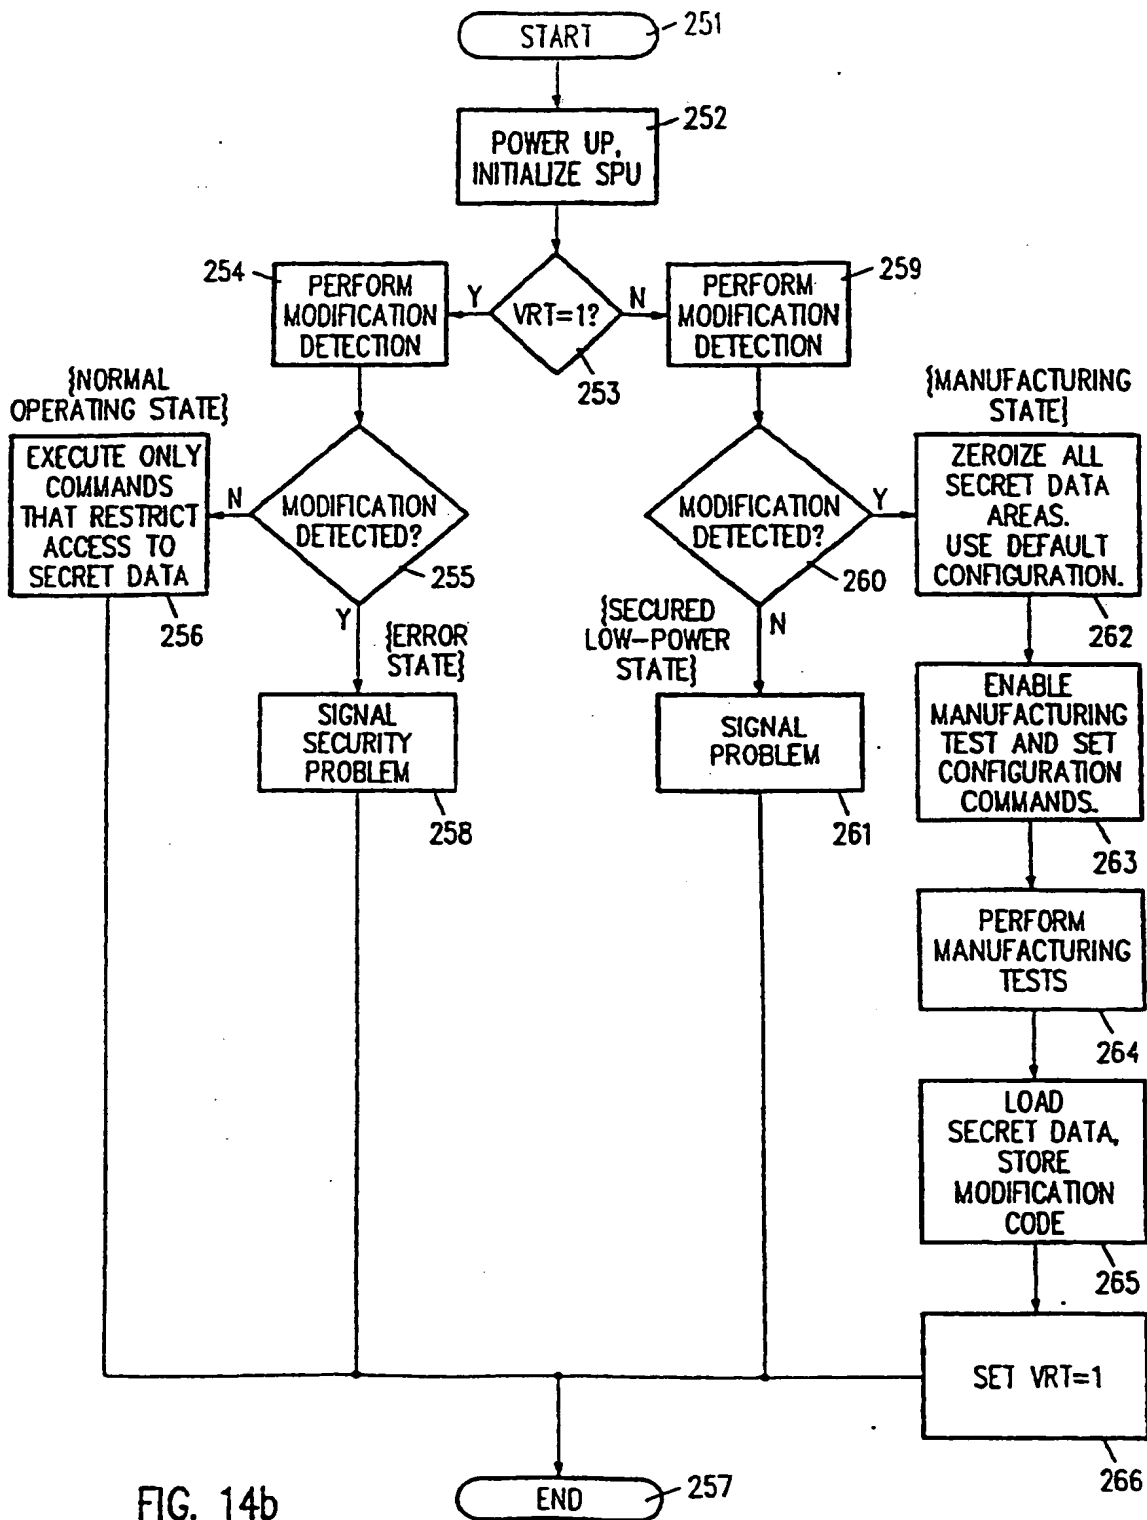 START
251
POWER UP,
INITIALIZE SPU
252
254
PERFORM
MODIFICATION
DETECTION
Y
VRT=1?
N
253
PERFORM
MODIFICATION
DETECTION
259
{NORMAL
OPERATING STATE}
EXECUTE ONLY
COMMANDS
THAT RESTRICT
ACCESS TO
SECRET DATA
256
N
MODIFICATION
DETECTED?
255
Y
{ERROR
STATE}
SIGNAL
SECURITY
PROBLEM
258
MODIFICATION
DETECTED?
260
Y
N
{SECURED
LOW-POWER
STATE}
SIGNAL
PROBLEM
261
{MANUFACTURING
STATE}
ZEROIZE ALL
SECRET DATA
AREAS.
USE DEFAULT
CONFIGURATION.
262
ENABLE
MANUFACTURING
TEST AND SET
CONFIGURATION
COMMANDS.
263
PERFORM
MANUFACTURING
TESTS
264
LOAD
SECRET DATA,
STORE
MODIFICATION
CODE
265
SET VRT=1
266
END
257
FIG. 14b